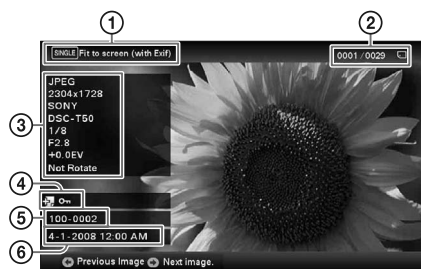 1
2
SINGLE Fit to screen (with Exif)
0001 /0029
3
JPEG
2304x1728
SONY
DSC-T50
1/8
F2.8
+0.0EV
Not Rotate
4
5
100-0002
4-1-2008 12:00 AM
6
Previous Image Next image.